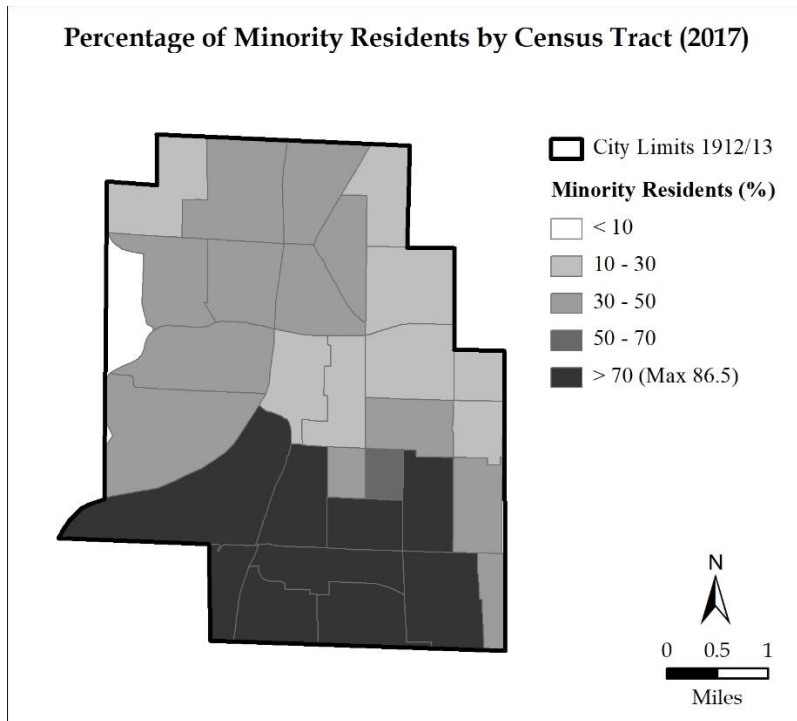 Percentage of Minority Residents by Census Tract (2017)
City Limits 1912/13
Minority Residents (%)
< 10
10 - 30
30 - 50
50 - 70
> 70 (Max 86.5)
N
0 0.5 1
Miles